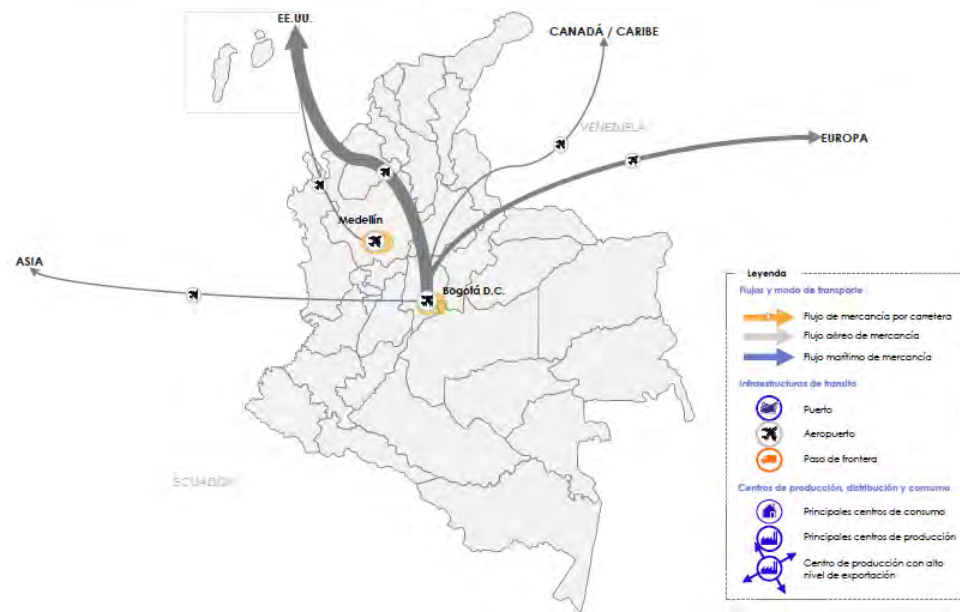 EE.UU.
CANADÁ / CARIBE
VENEZUELA
EUROPA
Medellín
ASIA
Bogotá D.C.
ECUADOR
Leyenda
Flujos y modo de transporte
Flujo de mercancía por carretera
Flujo aéreo de mercancía
Flujo marítimo de mercancía
Infraestructuras de transito
Puerto
Aeropuerto
Paso de frontera
Centros de producción, distribución y consumo
Principales centros de consumo
Principales centros de producción
Centro de producción con alto
nivel de exportación